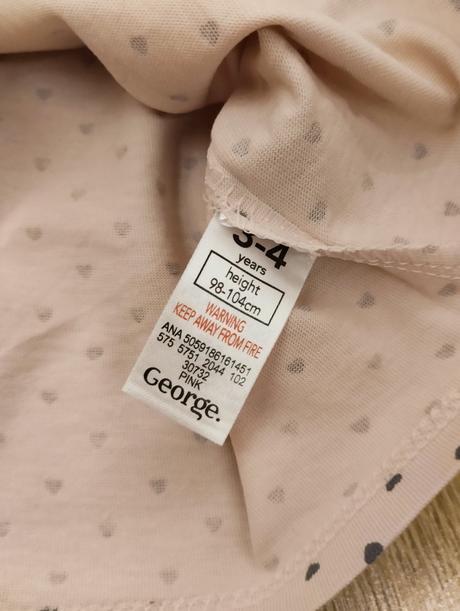 3-4
years
height
98-104cm
WARNING
KEEP AWAY FROM FIRE
ANA 5059186161451
575 5751 2044 102
30732
PINK
George.